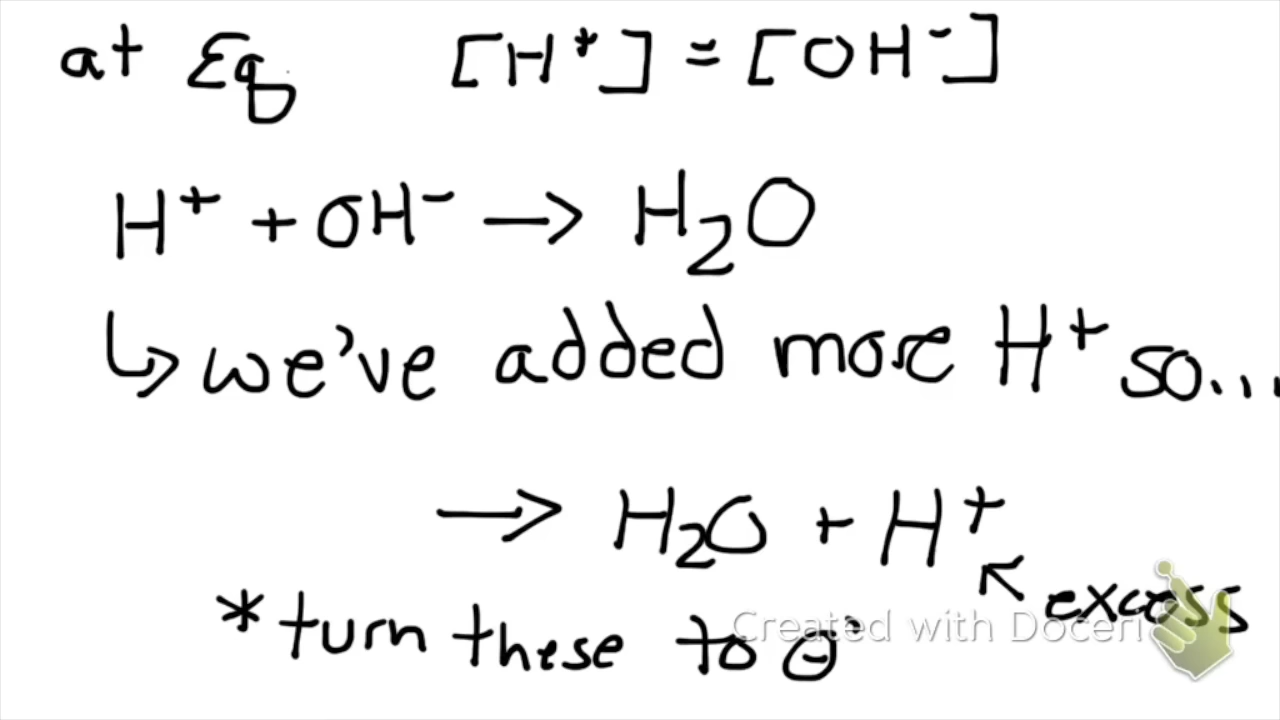 at Eq [H⁺] = [OH⁻]
H⁺ + OH⁻ → H₂O
↳ we've added more H⁺ so...
→ H₂O + H⁺
↖ excess
* turn these to
Created with Doceri